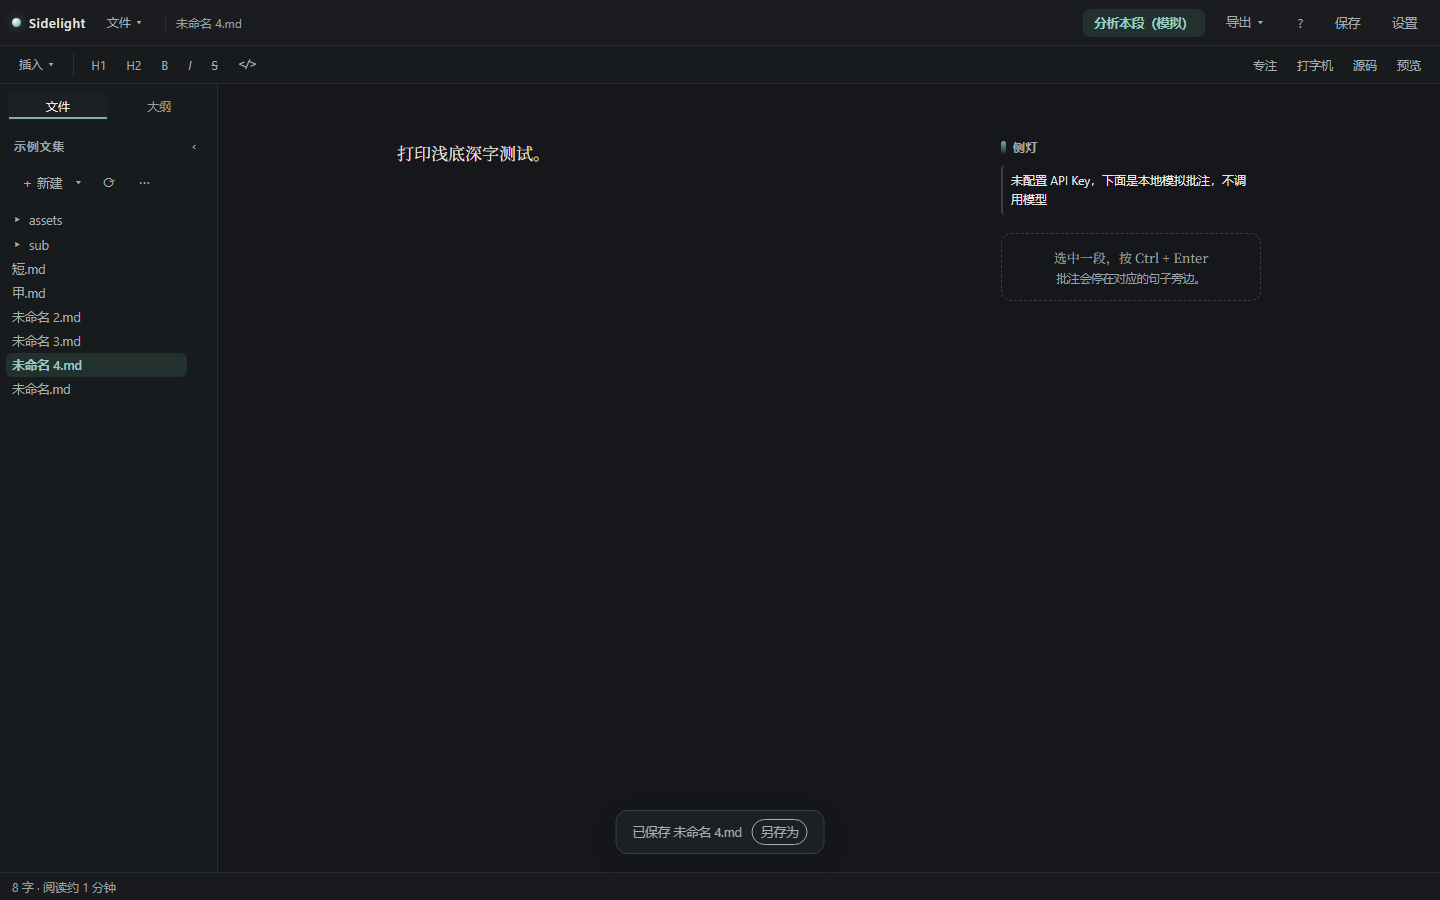 Sidelight 文件 未命名 4.md 分析本段（模拟） 导出 ? 保存 设置
插入 H1 H2 B I S </> 专注 打字机 源码 预览
文件 大纲
示例文集 ‹
+ 新建 ···
assets
sub
短.md
甲.md
未命名 2.md
未命名 3.md
未命名 4.md
未命名.md
打印浅底深字测试。
侧灯
未配置 API Key，下面是本地模拟批注，不调
用模型
选中一段，按 Ctrl + Enter
批注会停在对应的句子旁边。
已保存 未命名 4.md 另存为
8 字 · 阅读约 1 分钟